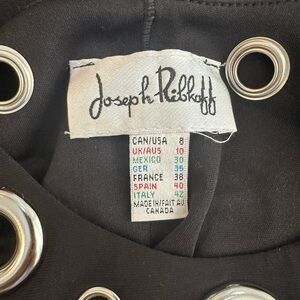 Joseph Ribkoff
CAN/USA 8
UK/AUS 10
MEXICO 30
GER 36
FRANCE 38
SPAIN 40
ITALY 42
MADE IN/FAIT AU
CANADA